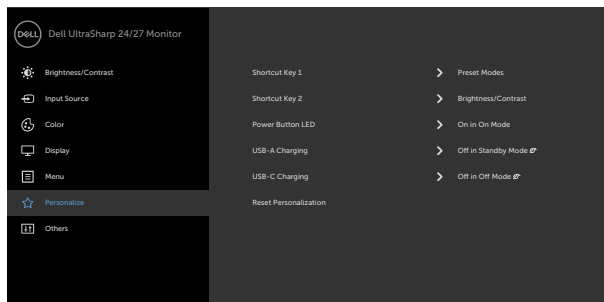 DELL
Dell UltraSharp 24/27 Monitor
Brightness/Contrast
Input Source
Color
Display
Menu
Personalize
Others
Shortcut Key 1
Preset Modes
Shortcut Key 2
Brightness/Contrast
Power Button LED
On in On Mode
USB-A Charging
Off in Standby Mode
USB-C Charging
Off in Off Mode
Reset Personalization